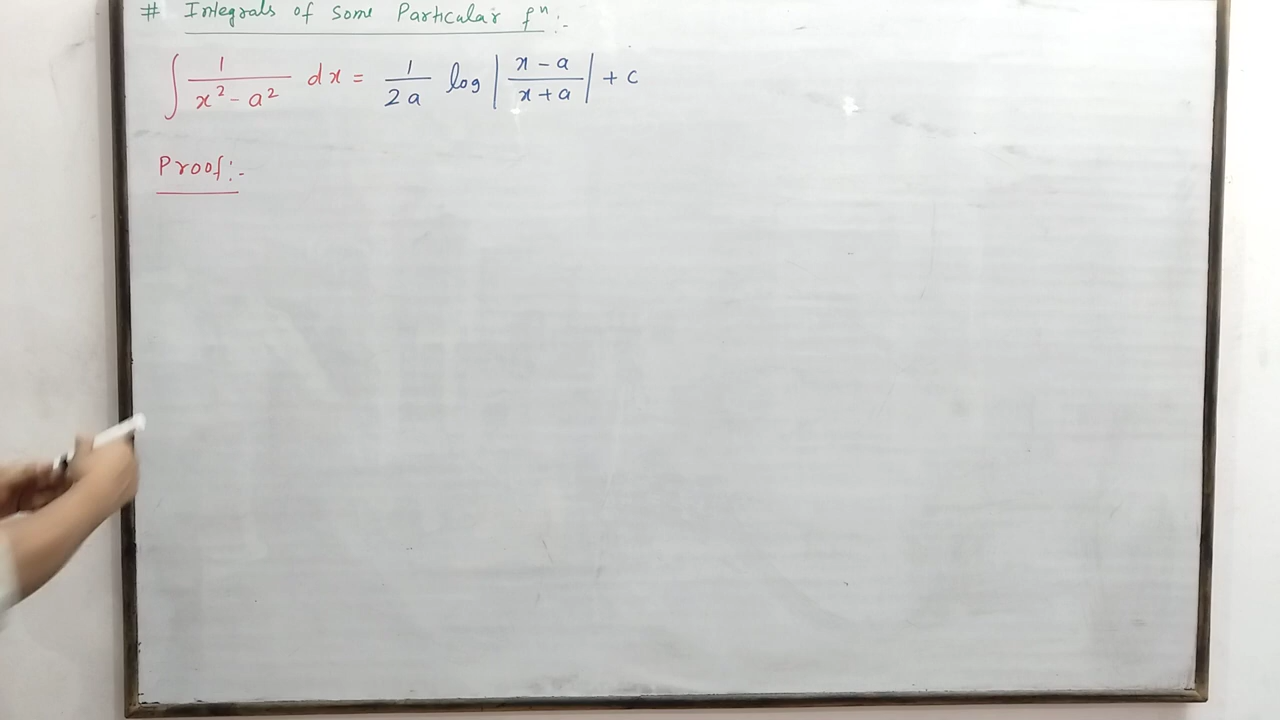 # Integrals of Some Particular fⁿ :-
∫ 1/(x² - a²) dx = 1/(2a) log |(x - a)/(x + a)| + c
Proof :-